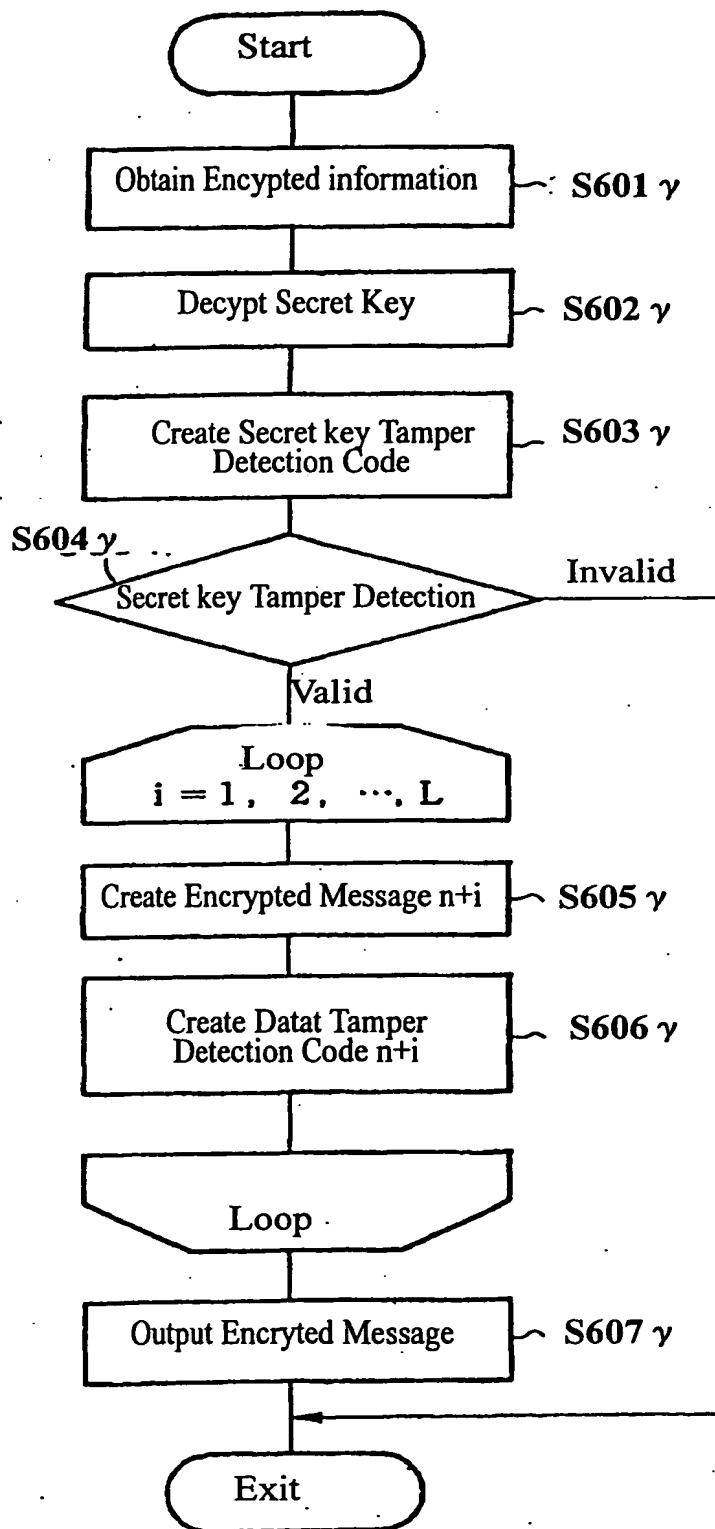 Start
Obtain Encypted information
S601 γ
Decypt Secret Key
S602 γ
Create Secret key Tamper
Detection Code
S603 γ
S604 γ
Secret key Tamper Detection
Invalid
Valid
Loop
i = 1, 2, ···, L
Create Encrypted Message n+i
S605 γ
Create Datat Tamper
Detection Code n+i
S606 γ
Loop
Output Encryted Message
S607 γ
Exit